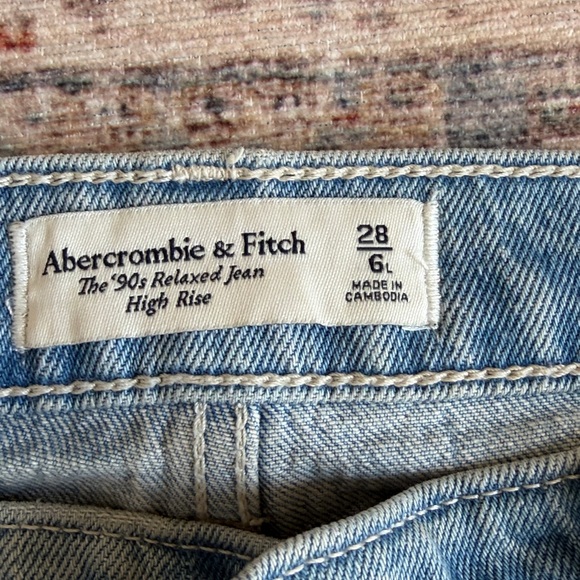 Abercrombie & Fitch
The '90s Relaxed Jean
High Rise
28
6L
MADE IN
CAMBODIA